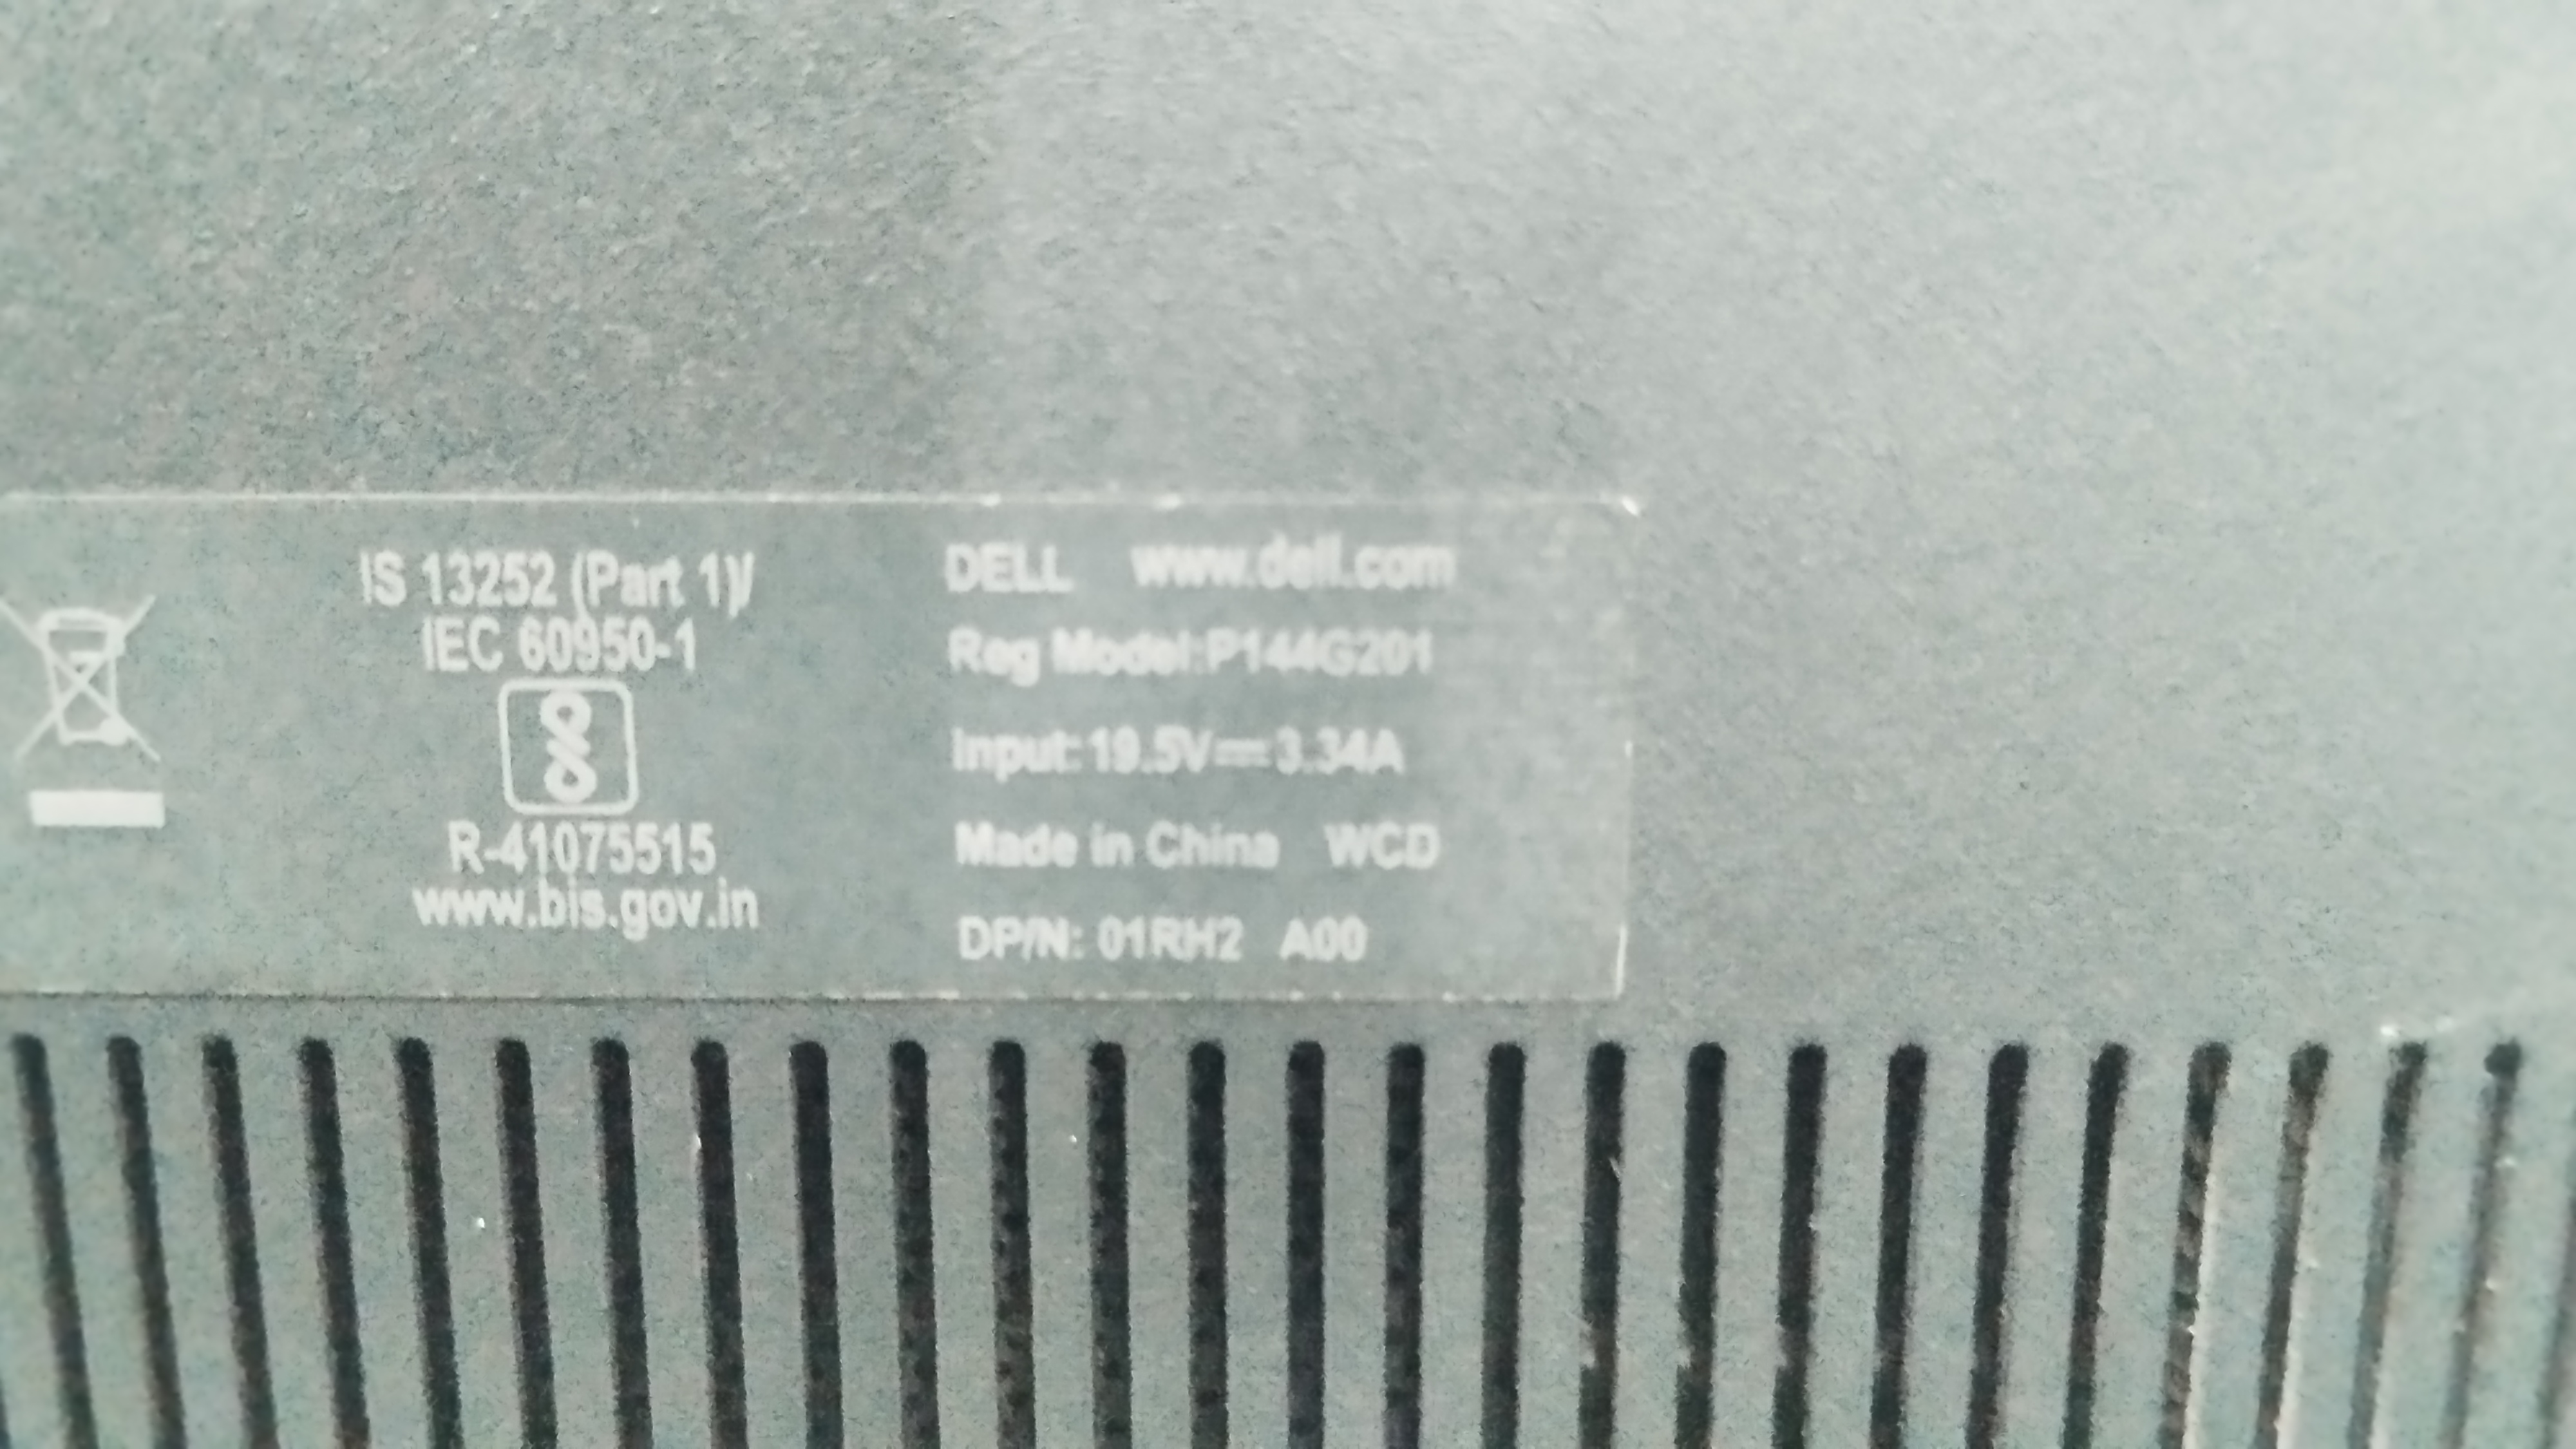 IS 13252 (Part 1)/
IEC 60950-1
R-41075515
www.bis.gov.in
DELL www.dell.com
Reg Model:P144G201
Input: 19.5V⎓3.34A
Made in China WCD
DP/N: 01RH2 A00